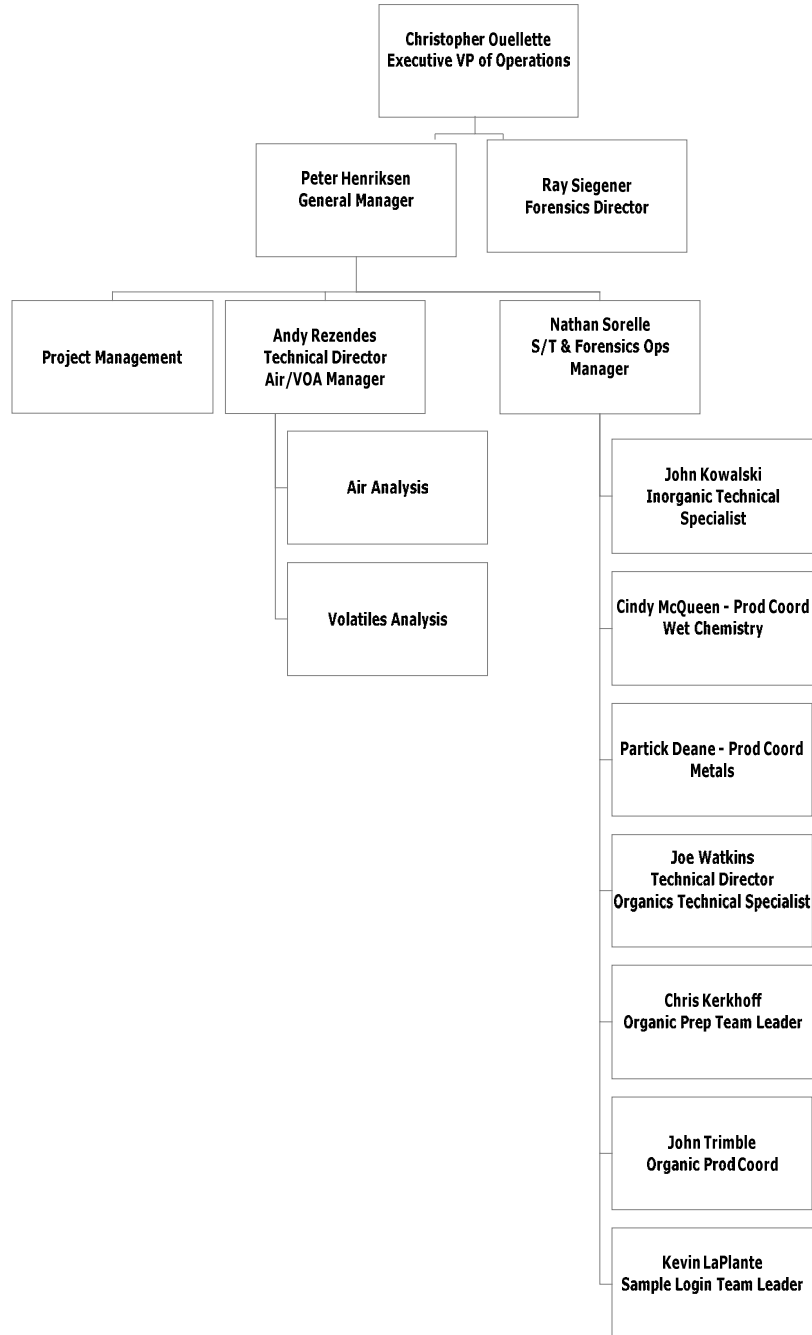 Christopher Ouellette
Executive VP of Operations
Peter Henriksen
General Manager
Ray Siegener
Forensics Director
Project Management
Andy Rezendes
Technical Director
Air/VOA Manager
Nathan Sorelle
S/T & Forensics Ops
Manager
Air Analysis
Volatiles Analysis
John Kowalski
Inorganic Technical
Specialist
Cindy McQueen - Prod Coord
Wet Chemistry
Partick Deane - Prod Coord
Metals
Joe Watkins
Technical Director
Organics Technical Specialist
Chris Kerkhoff
Organic Prep Team Leader
John Trimble
Organic Prod Coord
Kevin LaPlante
Sample Login Team Leader